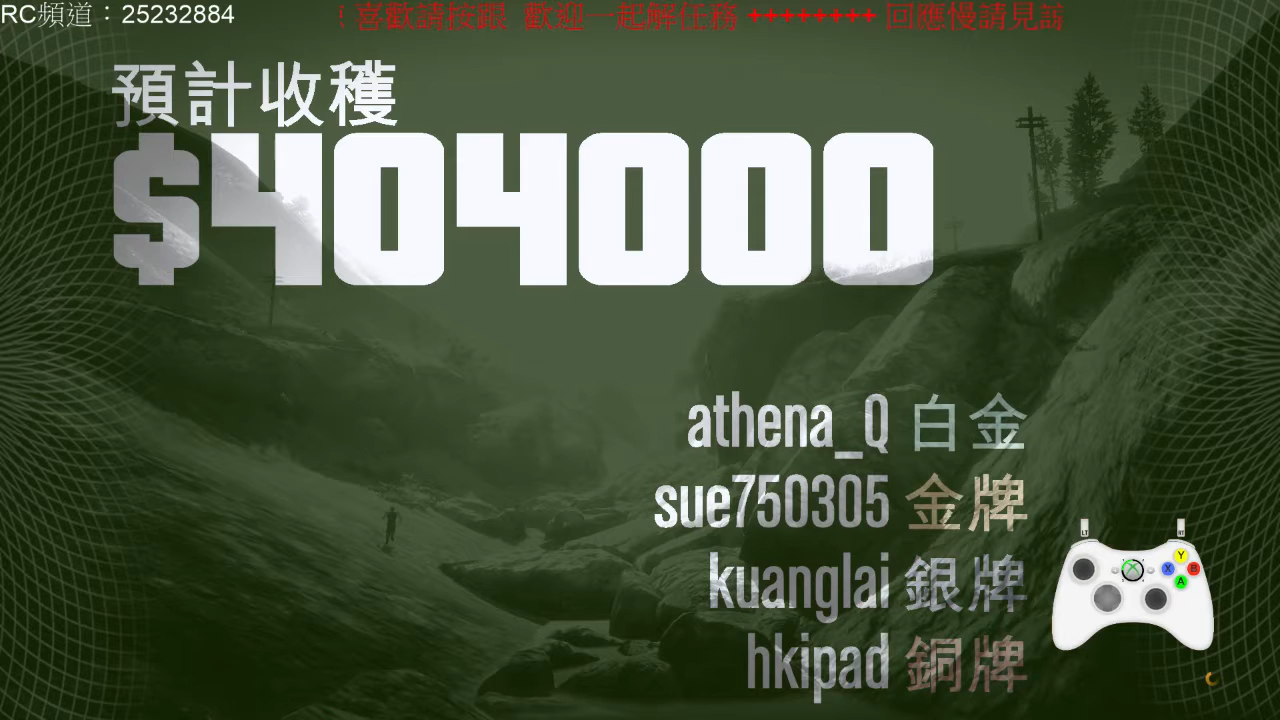 RC頻道：25232884
！喜歡請按跟 歡迎一起解任務 ++++++++ 回應慢請見諒
預計收穫
$404000
athena_Q 白金
sue750305 金牌
kuanglai 銀牌
hkipad 銅牌
LT
RT
Y
X
B
A